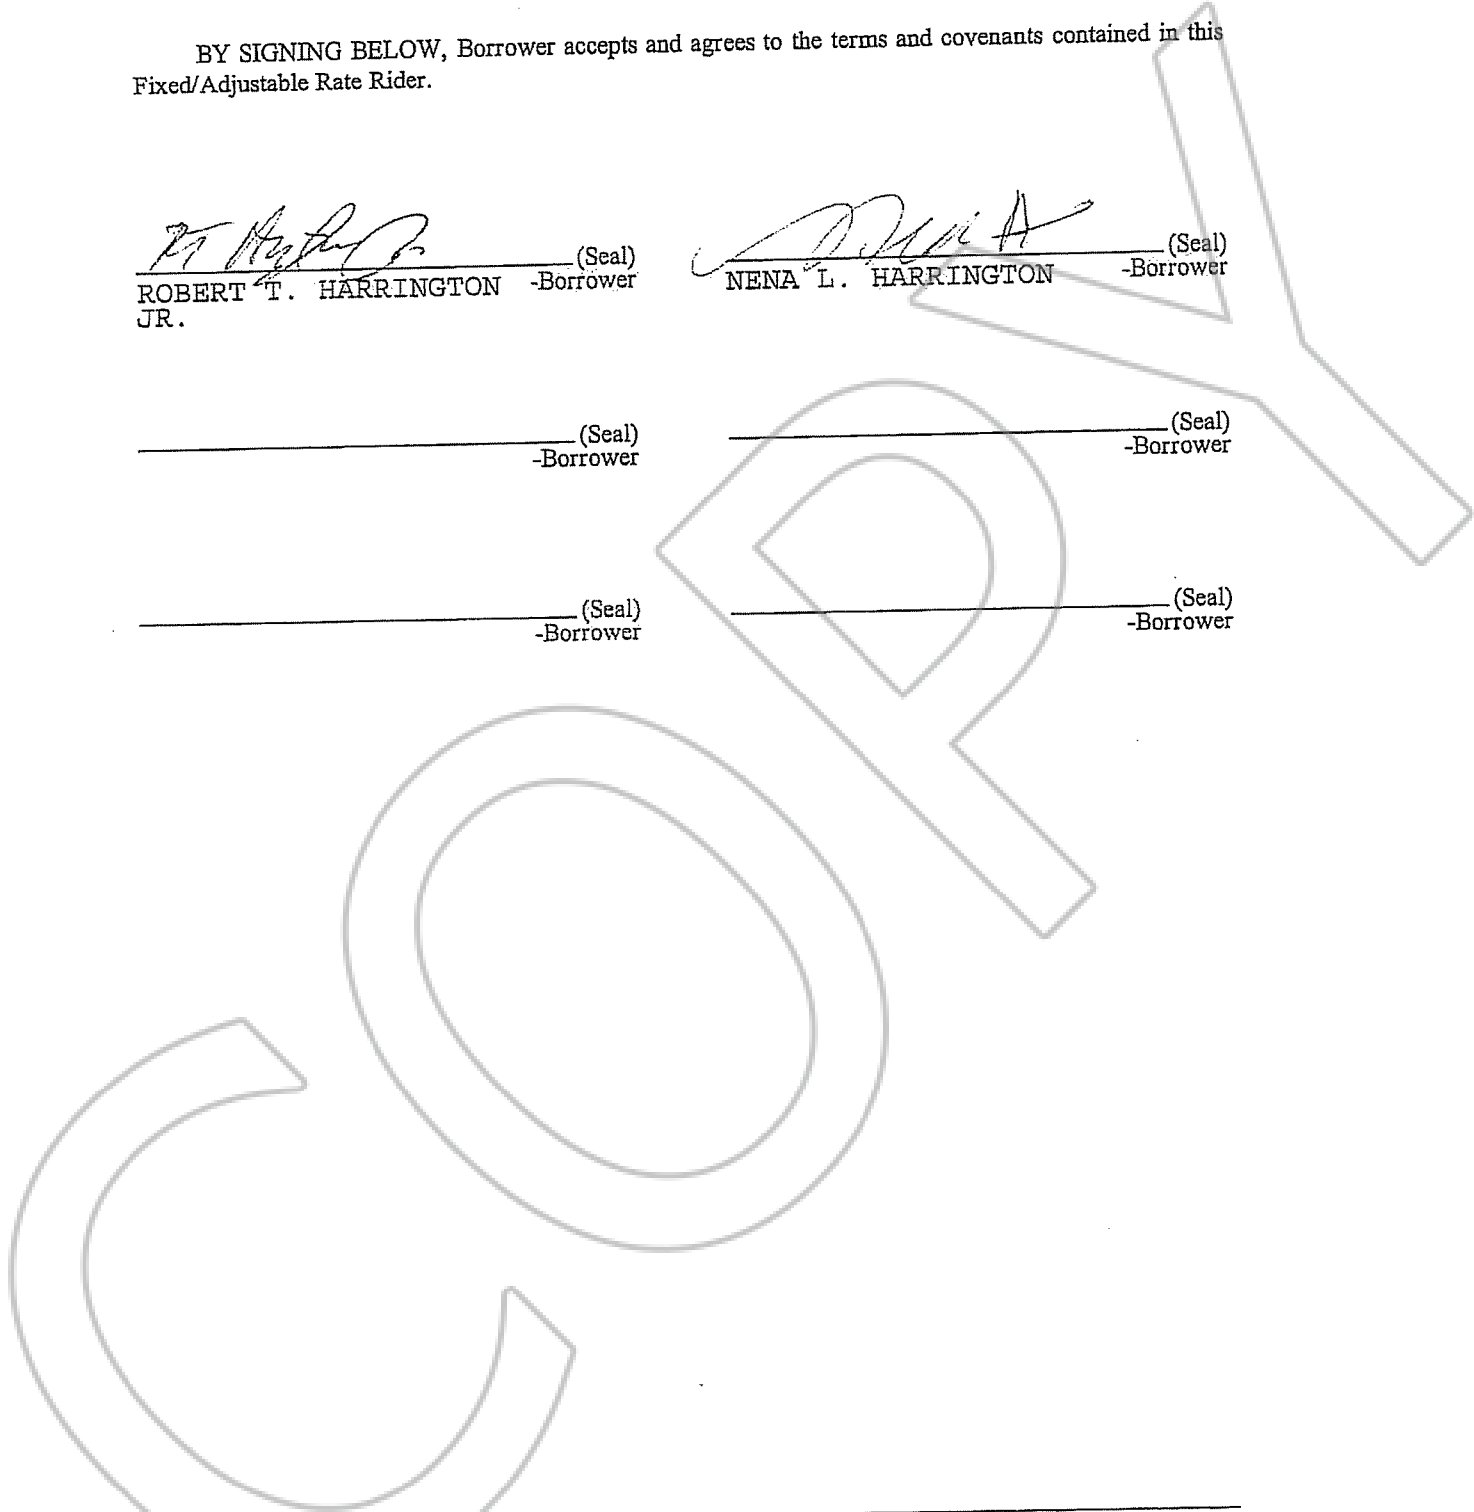 BY SIGNING BELOW, Borrower accepts and agrees to the terms and covenants contained in this
Fixed/Adjustable Rate Rider.
(Seal) (Seal)
ROBERT T. HARRINGTON -Borrower NENA L. HARRINGTON -Borrower
JR.
(Seal) (Seal)
-Borrower -Borrower
(Seal) (Seal)
-Borrower -Borrower
COPY